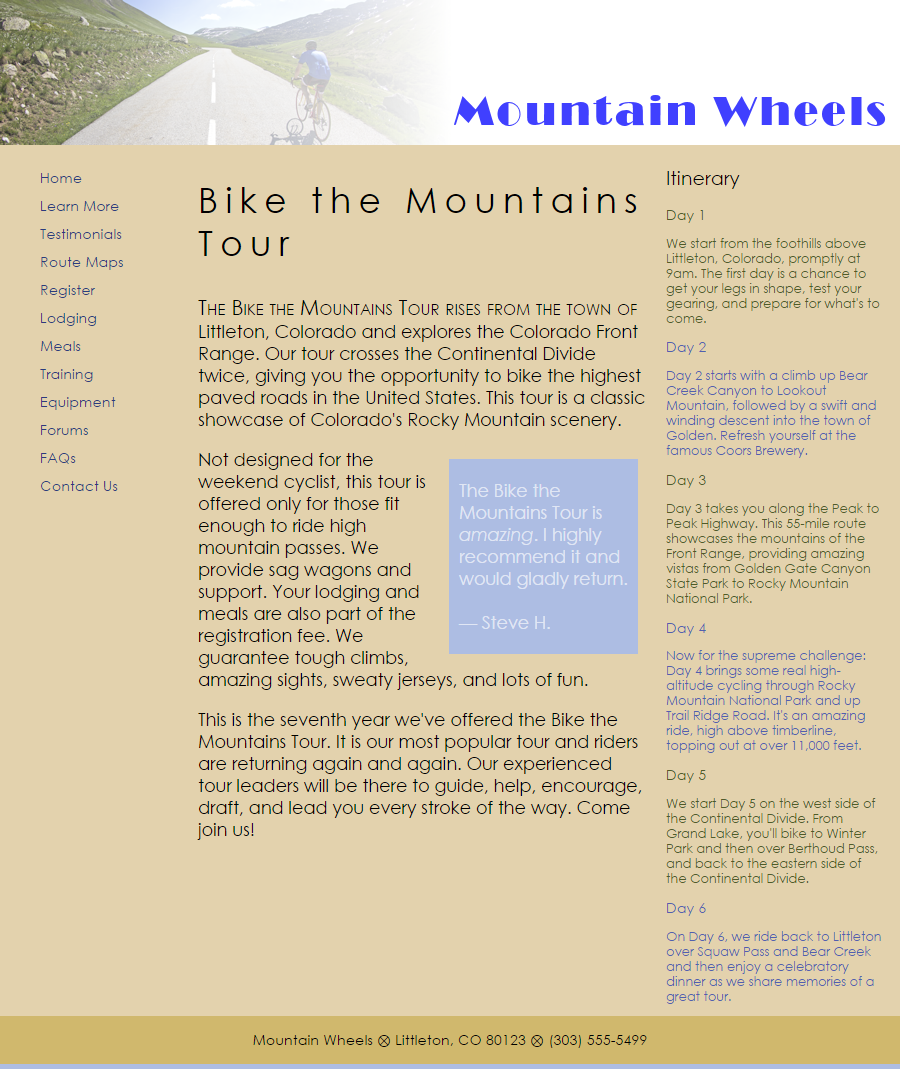 Mountain Wheels
Home
Learn More
Testimonials
Route Maps
Register
Lodging
Meals
Training
Equipment
Forums
FAQs
Contact Us
Bike the Mountains
Tour
The Bike the Mountains Tour rises from the town of
Littleton, Colorado and explores the Colorado Front
Range. Our tour crosses the Continental Divide
twice, giving you the opportunity to bike the highest
paved roads in the United States. This tour is a classic
showcase of Colorado's Rocky Mountain scenery.
Not designed for the
weekend cyclist, this tour is
offered only for those fit
enough to ride high
mountain passes. We
provide sag wagons and
support. Your lodging and
meals are also part of the
registration fee. We
guarantee tough climbs,
amazing sights, sweaty jerseys, and lots of fun.
The Bike the
Mountains Tour is
amazing. I highly
recommend it and
would gladly return.
— Steve H.
This is the seventh year we've offered the Bike the
Mountains Tour. It is our most popular tour and riders
are returning again and again. Our experienced
tour leaders will be there to guide, help, encourage,
draft, and lead you every stroke of the way. Come
join us!
Itinerary
Day 1
We start from the foothills above
Littleton, Colorado, promptly at
9am. The first day is a chance to
get your legs in shape, test your
gearing, and prepare for what's to
come.
Day 2
Day 2 starts with a climb up Bear
Creek Canyon to Lookout
Mountain, followed by a swift and
winding descent into the town of
Golden. Refresh yourself at the
famous Coors Brewery.
Day 3
Day 3 takes you along the Peak to
Peak Highway. This 55-mile route
showcases the mountains of the
Front Range, providing amazing
vistas from Golden Gate Canyon
State Park to Rocky Mountain
National Park.
Day 4
Now for the supreme challenge:
Day 4 brings some real high-
altitude cycling through Rocky
Mountain National Park and up
Trail Ridge Road. It's an amazing
ride, high above timberline,
topping out at over 11,000 feet.
Day 5
We start Day 5 on the west side of
the Continental Divide. From
Grand Lake, you'll bike to Winter
Park and then over Berthoud Pass,
and back to the eastern side of
the Continental Divide.
Day 6
On Day 6, we ride back to Littleton
over Squaw Pass and Bear Creek
and then enjoy a celebratory
dinner as we share memories of a
great tour.
Mountain Wheels ⊗ Littleton, CO 80123 ⊗ (303) 555-5499